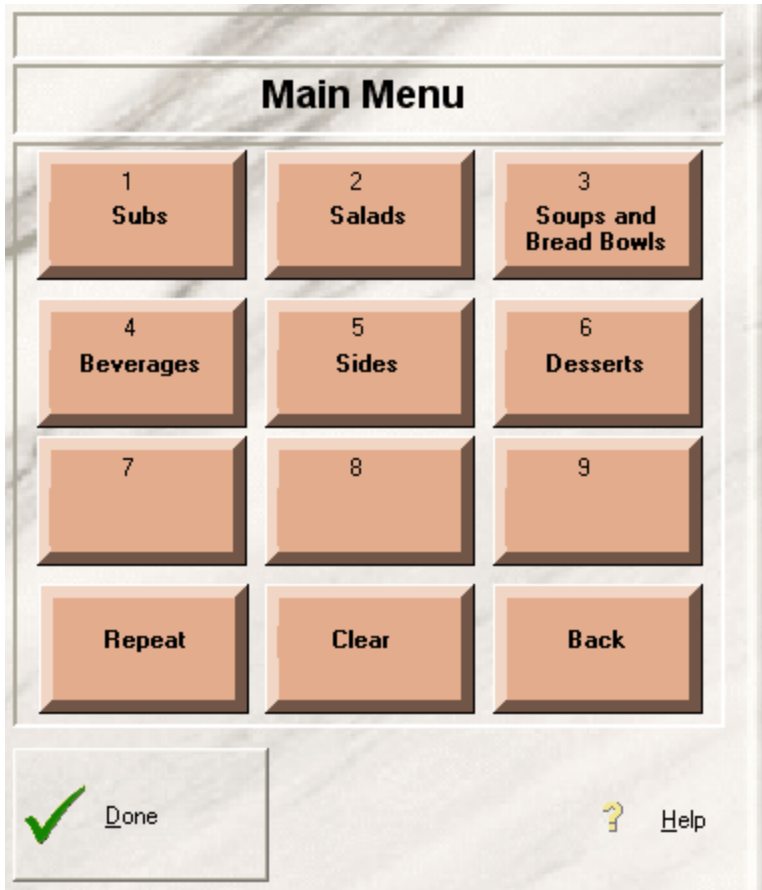 Main Menu
1
Subs
2
Salads
3
Soups and
Bread Bowls
4
Beverages
5
Sides
6
Desserts
7
8
9
Repeat
Clear
Back
Done
? Help